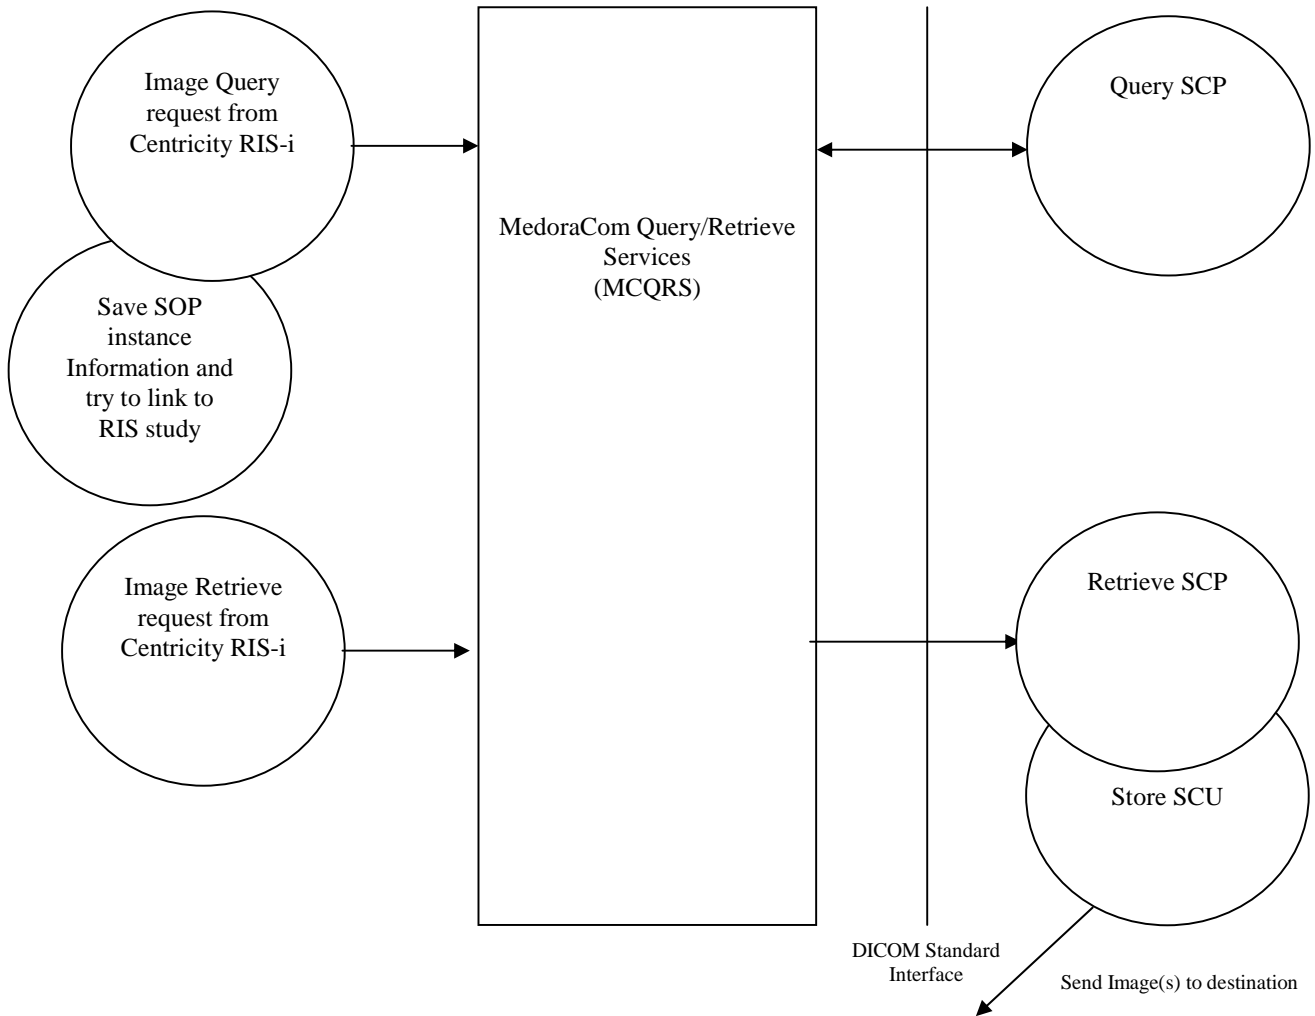 Image Query
request from
Centricity RIS-i
Query SCP
MedoraCom Query/Retrieve
Services
(MCQRS)
Save SOP
instance
Information and
try to link to
RIS study
Image Retrieve
request from
Centricity RIS-i
Retrieve SCP
Store SCU
DICOM Standard
Interface
Send Image(s) to destination